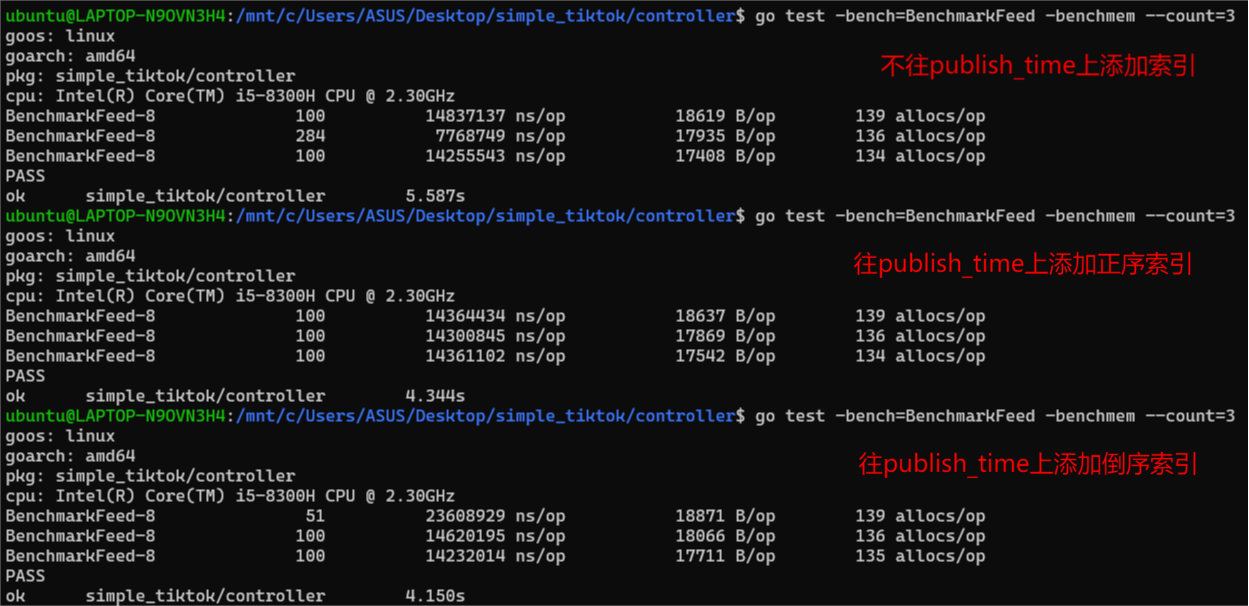 ubuntu@LAPTOP-N9OVN3H4:/mnt/c/Users/ASUS/Desktop/simple_tiktok/controller$ go test -bench=BenchmarkFeed -benchmem --count=3
goos: linux
goarch: amd64
不往publish_time上添加索引
pkg: simple_tiktok/controller
cpu: Intel(R) Core(TM) i5-8300H CPU @ 2.30GHz
BenchmarkFeed-8 100 14837137 ns/op 18619 B/op 139 allocs/op
BenchmarkFeed-8 284 7768749 ns/op 17935 B/op 136 allocs/op
BenchmarkFeed-8 100 14255543 ns/op 17408 B/op 134 allocs/op
PASS
ok simple_tiktok/controller 5.587s
ubuntu@LAPTOP-N9OVN3H4:/mnt/c/Users/ASUS/Desktop/simple_tiktok/controller$ go test -bench=BenchmarkFeed -benchmem --count=3
goos: linux
goarch: amd64
往publish_time上添加正序索引
pkg: simple_tiktok/controller
cpu: Intel(R) Core(TM) i5-8300H CPU @ 2.30GHz
BenchmarkFeed-8 100 14364434 ns/op 18637 B/op 139 allocs/op
BenchmarkFeed-8 100 14300845 ns/op 17869 B/op 136 allocs/op
BenchmarkFeed-8 100 14361102 ns/op 17542 B/op 134 allocs/op
PASS
ok simple_tiktok/controller 4.344s
ubuntu@LAPTOP-N9OVN3H4:/mnt/c/Users/ASUS/Desktop/simple_tiktok/controller$ go test -bench=BenchmarkFeed -benchmem --count=3
goos: linux
goarch: amd64
往publish_time上添加倒序索引
pkg: simple_tiktok/controller
cpu: Intel(R) Core(TM) i5-8300H CPU @ 2.30GHz
BenchmarkFeed-8 51 23608929 ns/op 18871 B/op 139 allocs/op
BenchmarkFeed-8 100 14620195 ns/op 18066 B/op 136 allocs/op
BenchmarkFeed-8 100 14232014 ns/op 17711 B/op 135 allocs/op
PASS
ok simple_tiktok/controller 4.150s